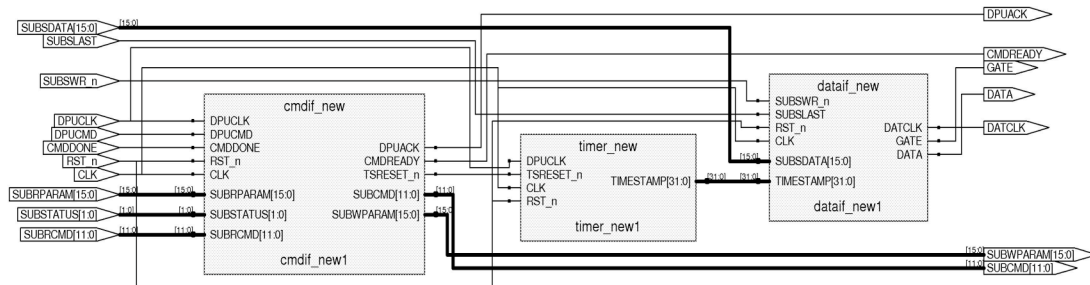 SUBSDATA[15:0]
[15:0]
SUBSLAST
SUBSWR_n
DPUCLK
DPUCMD
CMDDONE
RST_n
CLK
SUBRPARAM[15:0]
[15:0]
[15:0]
SUBSTATUS[1:0]
[1:0]
[1:0]
SUBRCMD[11:0]
[11:0]
[11:0]
cmdif_new
DPUCLK
DPUCMD
CMDDONE
RST_n
CLK
SUBRPARAM[15:0]
SUBSTATUS[1:0]
SUBRCMD[11:0]
DPUACK
CMDREADY
TSRESET_n
SUBCMD[11:0]
SUBWPARAM[15:0]
cmdif_new1
[11:0]
[15:0]
timer_new
DPUCLK
TSRESET_n
CLK
RST_n
TIMESTAMP[31:0]
timer_new1
[31:0]
[31:0]
[15:0]
dataif_new
SUBSWR_n
SUBSLAST
RST_n
CLK
SUBSDATA[15:0]
TIMESTAMP[31:0]
DATCLK
GATE
DATA
dataif_new1
DPUACK
CMDREADY
GATE
DATA
DATCLK
[15:0]
SUBWPARAM[15:0]
[11:0]
SUBCMD[11:0]